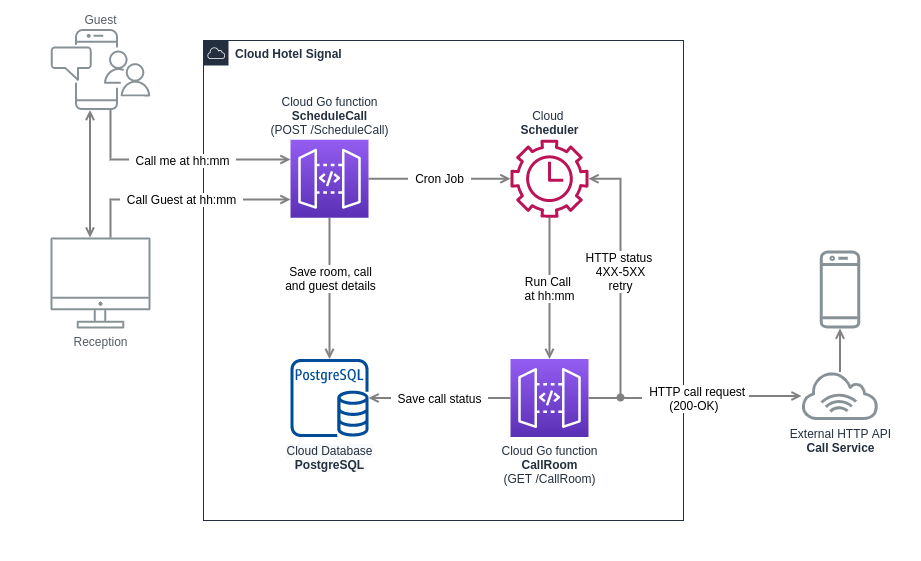 Guest
Cloud Hotel Signal
Cloud Go function
ScheduleCall
(POST /ScheduleCall)
Cloud
Scheduler
Call me at hh:mm
</>
Cron Job
Call Guest at hh:mm
HTTP status
4XX-5XX
retry
Save room, call
and guest details
Run Call
at hh:mm
Reception
PostgreSQL
</>
Save call status
HTTP call request
(200-OK)
External HTTP API
Call Service
Cloud Database
PostgreSQL
Cloud Go function
CallRoom
(GET /CallRoom)